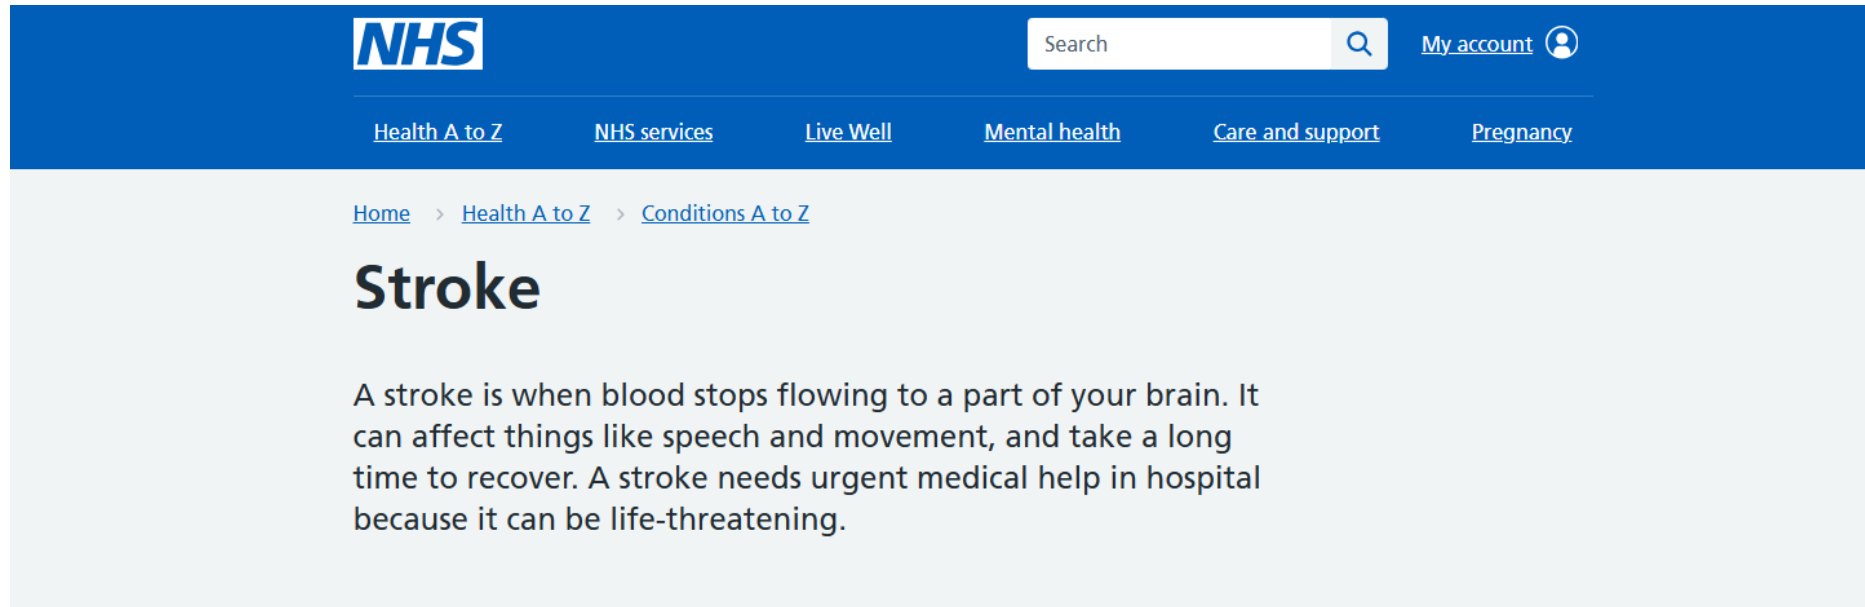 NHS
Search
My account
Health A to Z
NHS services
Live Well
Mental health
Care and support
Pregnancy
Home > Health A to Z > Conditions A to Z
Stroke
A stroke is when blood stops flowing to a part of your brain. It
can affect things like speech and movement, and take a long
time to recover. A stroke needs urgent medical help in hospital
because it can be life-threatening.